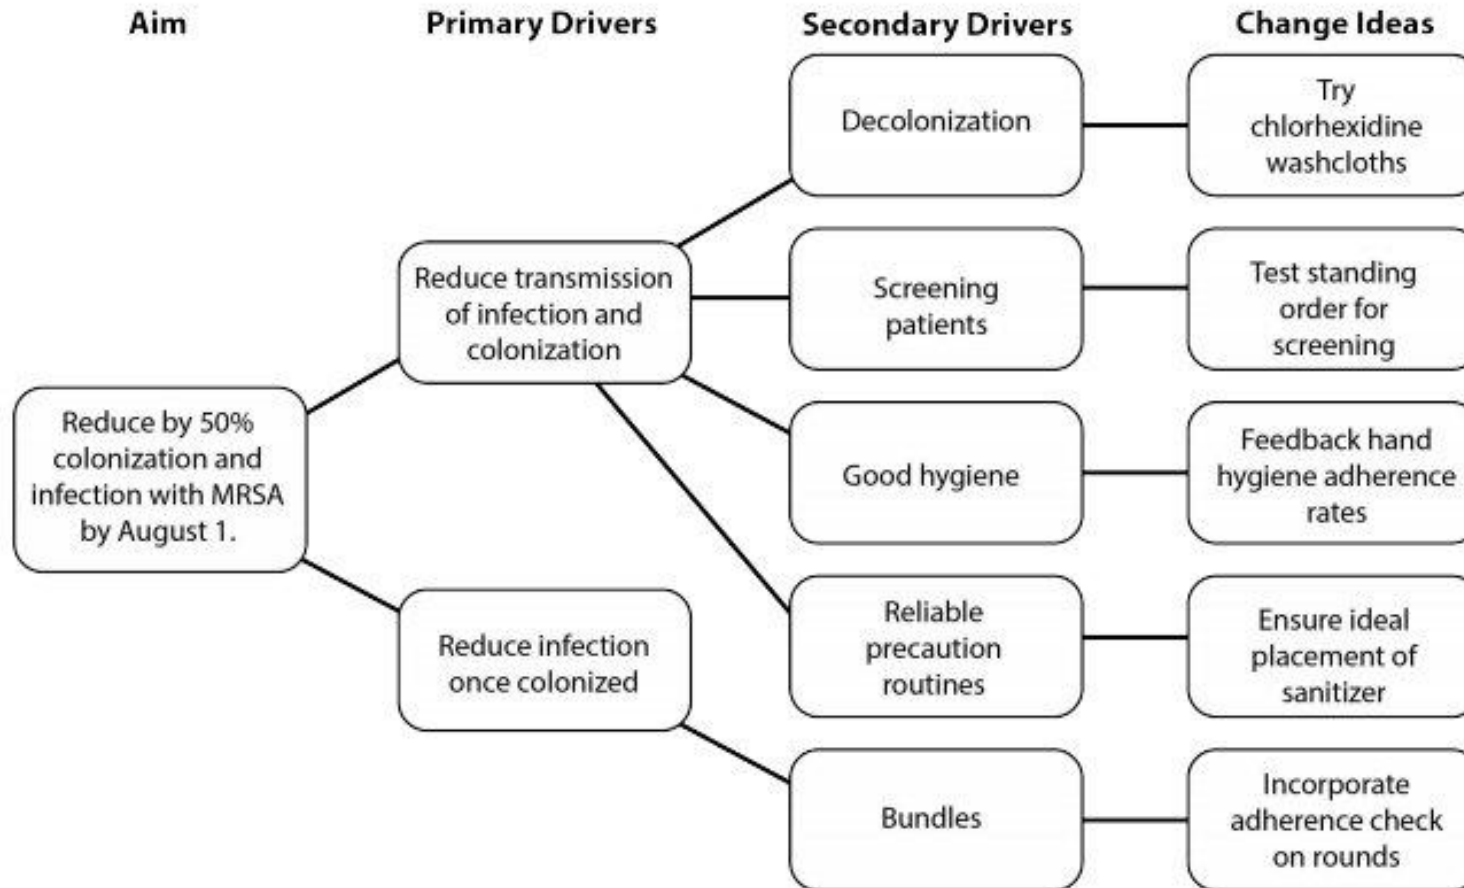 Aim
Primary Drivers
Secondary Drivers
Change Ideas
Reduce by 50%
colonization and
infection with MRSA
by August 1.
Reduce transmission
of infection and
colonization
Reduce infection
once colonized
Decolonization
Screening
patients
Good hygiene
Reliable
precaution
routines
Bundles
Try
chlorhexidine
washcloths
Test standing
order for
screening
Feedback hand
hygiene adherence
rates
Ensure ideal
placement of
sanitizer
Incorporate
adherence check
on rounds